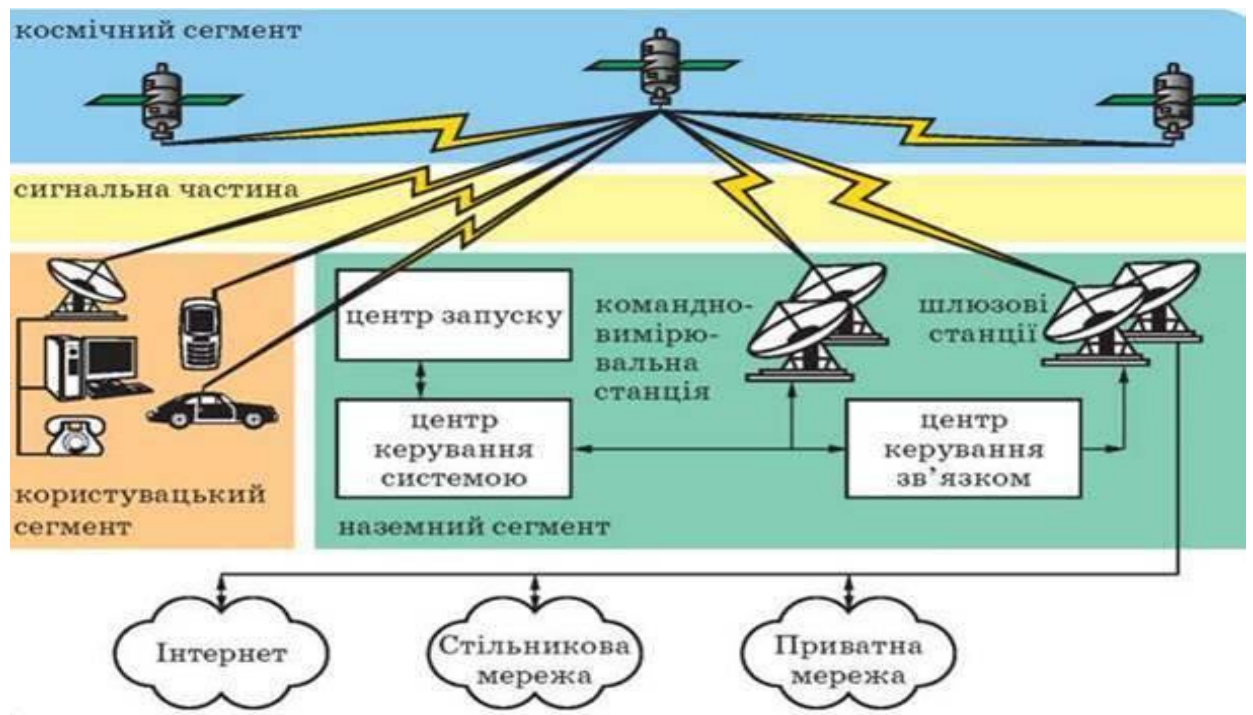 космічний сегмент
сигнальна частина
центр запуску
командно-
вимірю-
вальна
станція
шлюзові
станції
центр
керування
системою
центр
керування
зв’язком
користувацький
сегмент
наземний сегмент
Інтернет
Стільникова
мережа
Приватна
мережа